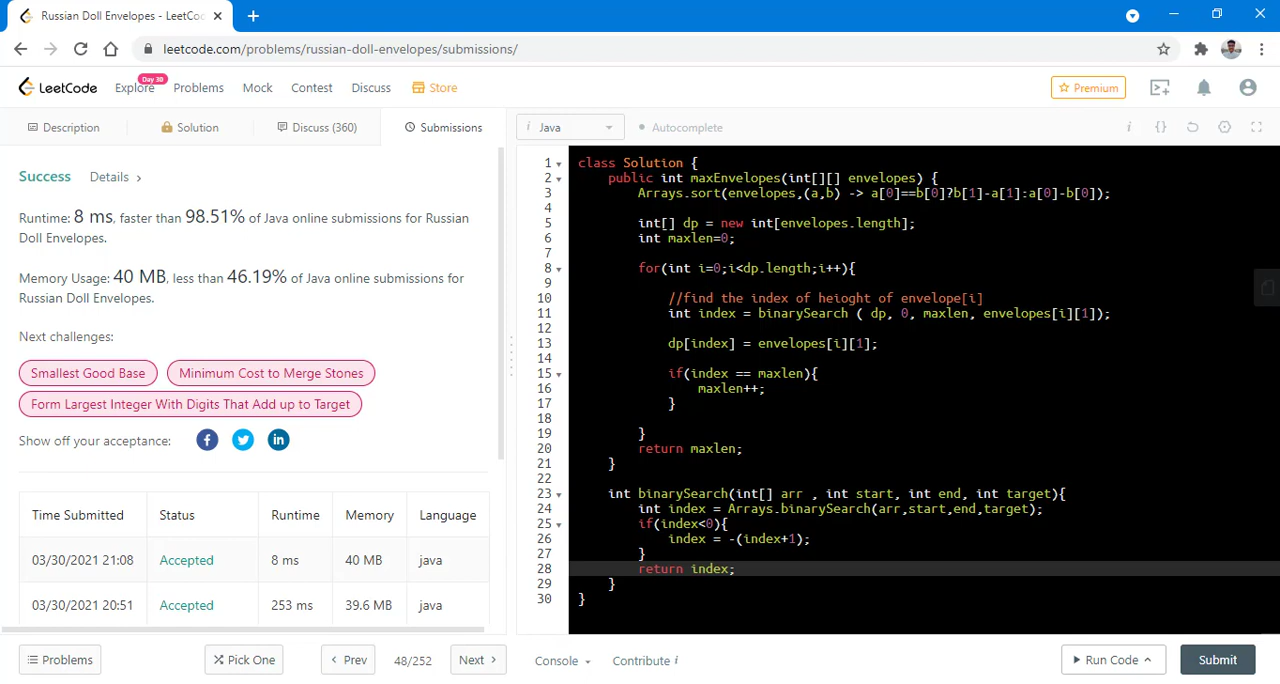 Russian Doll Envelopes - LeetCo
leetcode.com/problems/russian-doll-envelopes/submissions/
LeetCode
Explore
Day 30
Problems
Mock
Contest
Discuss
Store
Premium
Description
Solution
Discuss (360)
Submissions
i Java
Autocomplete
i
{}
Success
Details >
Runtime: 8 ms, faster than 98.51% of Java online submissions for Russian
Doll Envelopes.
Memory Usage: 40 MB, less than 46.19% of Java online submissions for
Russian Doll Envelopes.
Next challenges:
Smallest Good Base
Minimum Cost to Merge Stones
Form Largest Integer With Digits That Add up to Target
Show off your acceptance:
Time Submitted Status Runtime Memory Language
03/30/2021 21:08 Accepted 8 ms 40 MB java
03/30/2021 20:51 Accepted 253 ms 39.6 MB java
1 class Solution {
2 public int maxEnvelopes(int[][] envelopes) {
3 Arrays.sort(envelopes,(a,b) -> a[0]==b[0]?b[1]-a[1]:a[0]-b[0]);
4
5 int[] dp = new int[envelopes.length];
6 int maxlen=0;
7
8 for(int i=0;i<dp.length;i++){
9
10 //find the index of heioght of envelope[i]
11 int index = binarySearch ( dp, 0, maxlen, envelopes[i][1]);
12
13 dp[index] = envelopes[i][1];
14
15 if(index == maxlen){
16 maxlen++;
17 }
18
19 }
20 return maxlen;
21 }
22
23 int binarySearch(int[] arr , int start, int end, int target){
24 int index = Arrays.binarySearch(arr,start,end,target);
25 if(index<0){
26 index = -(index+1);
27 }
28 return index;
29 }
30 }
Problems
Pick One
< Prev
48/252
Next >
Console
Contribute i
Run Code
Submit